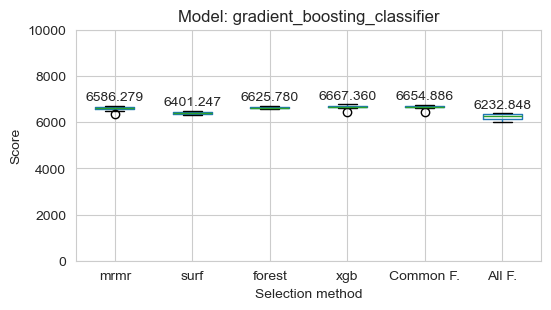 Model: gradient_boosting_classifier
10000
8000
6000
4000
2000
0
Score
6586.279
6401.247
6625.780
6667.360
6654.886
6232.848
mrmr
surf
forest
xgb
Common F.
All F.
Selection method